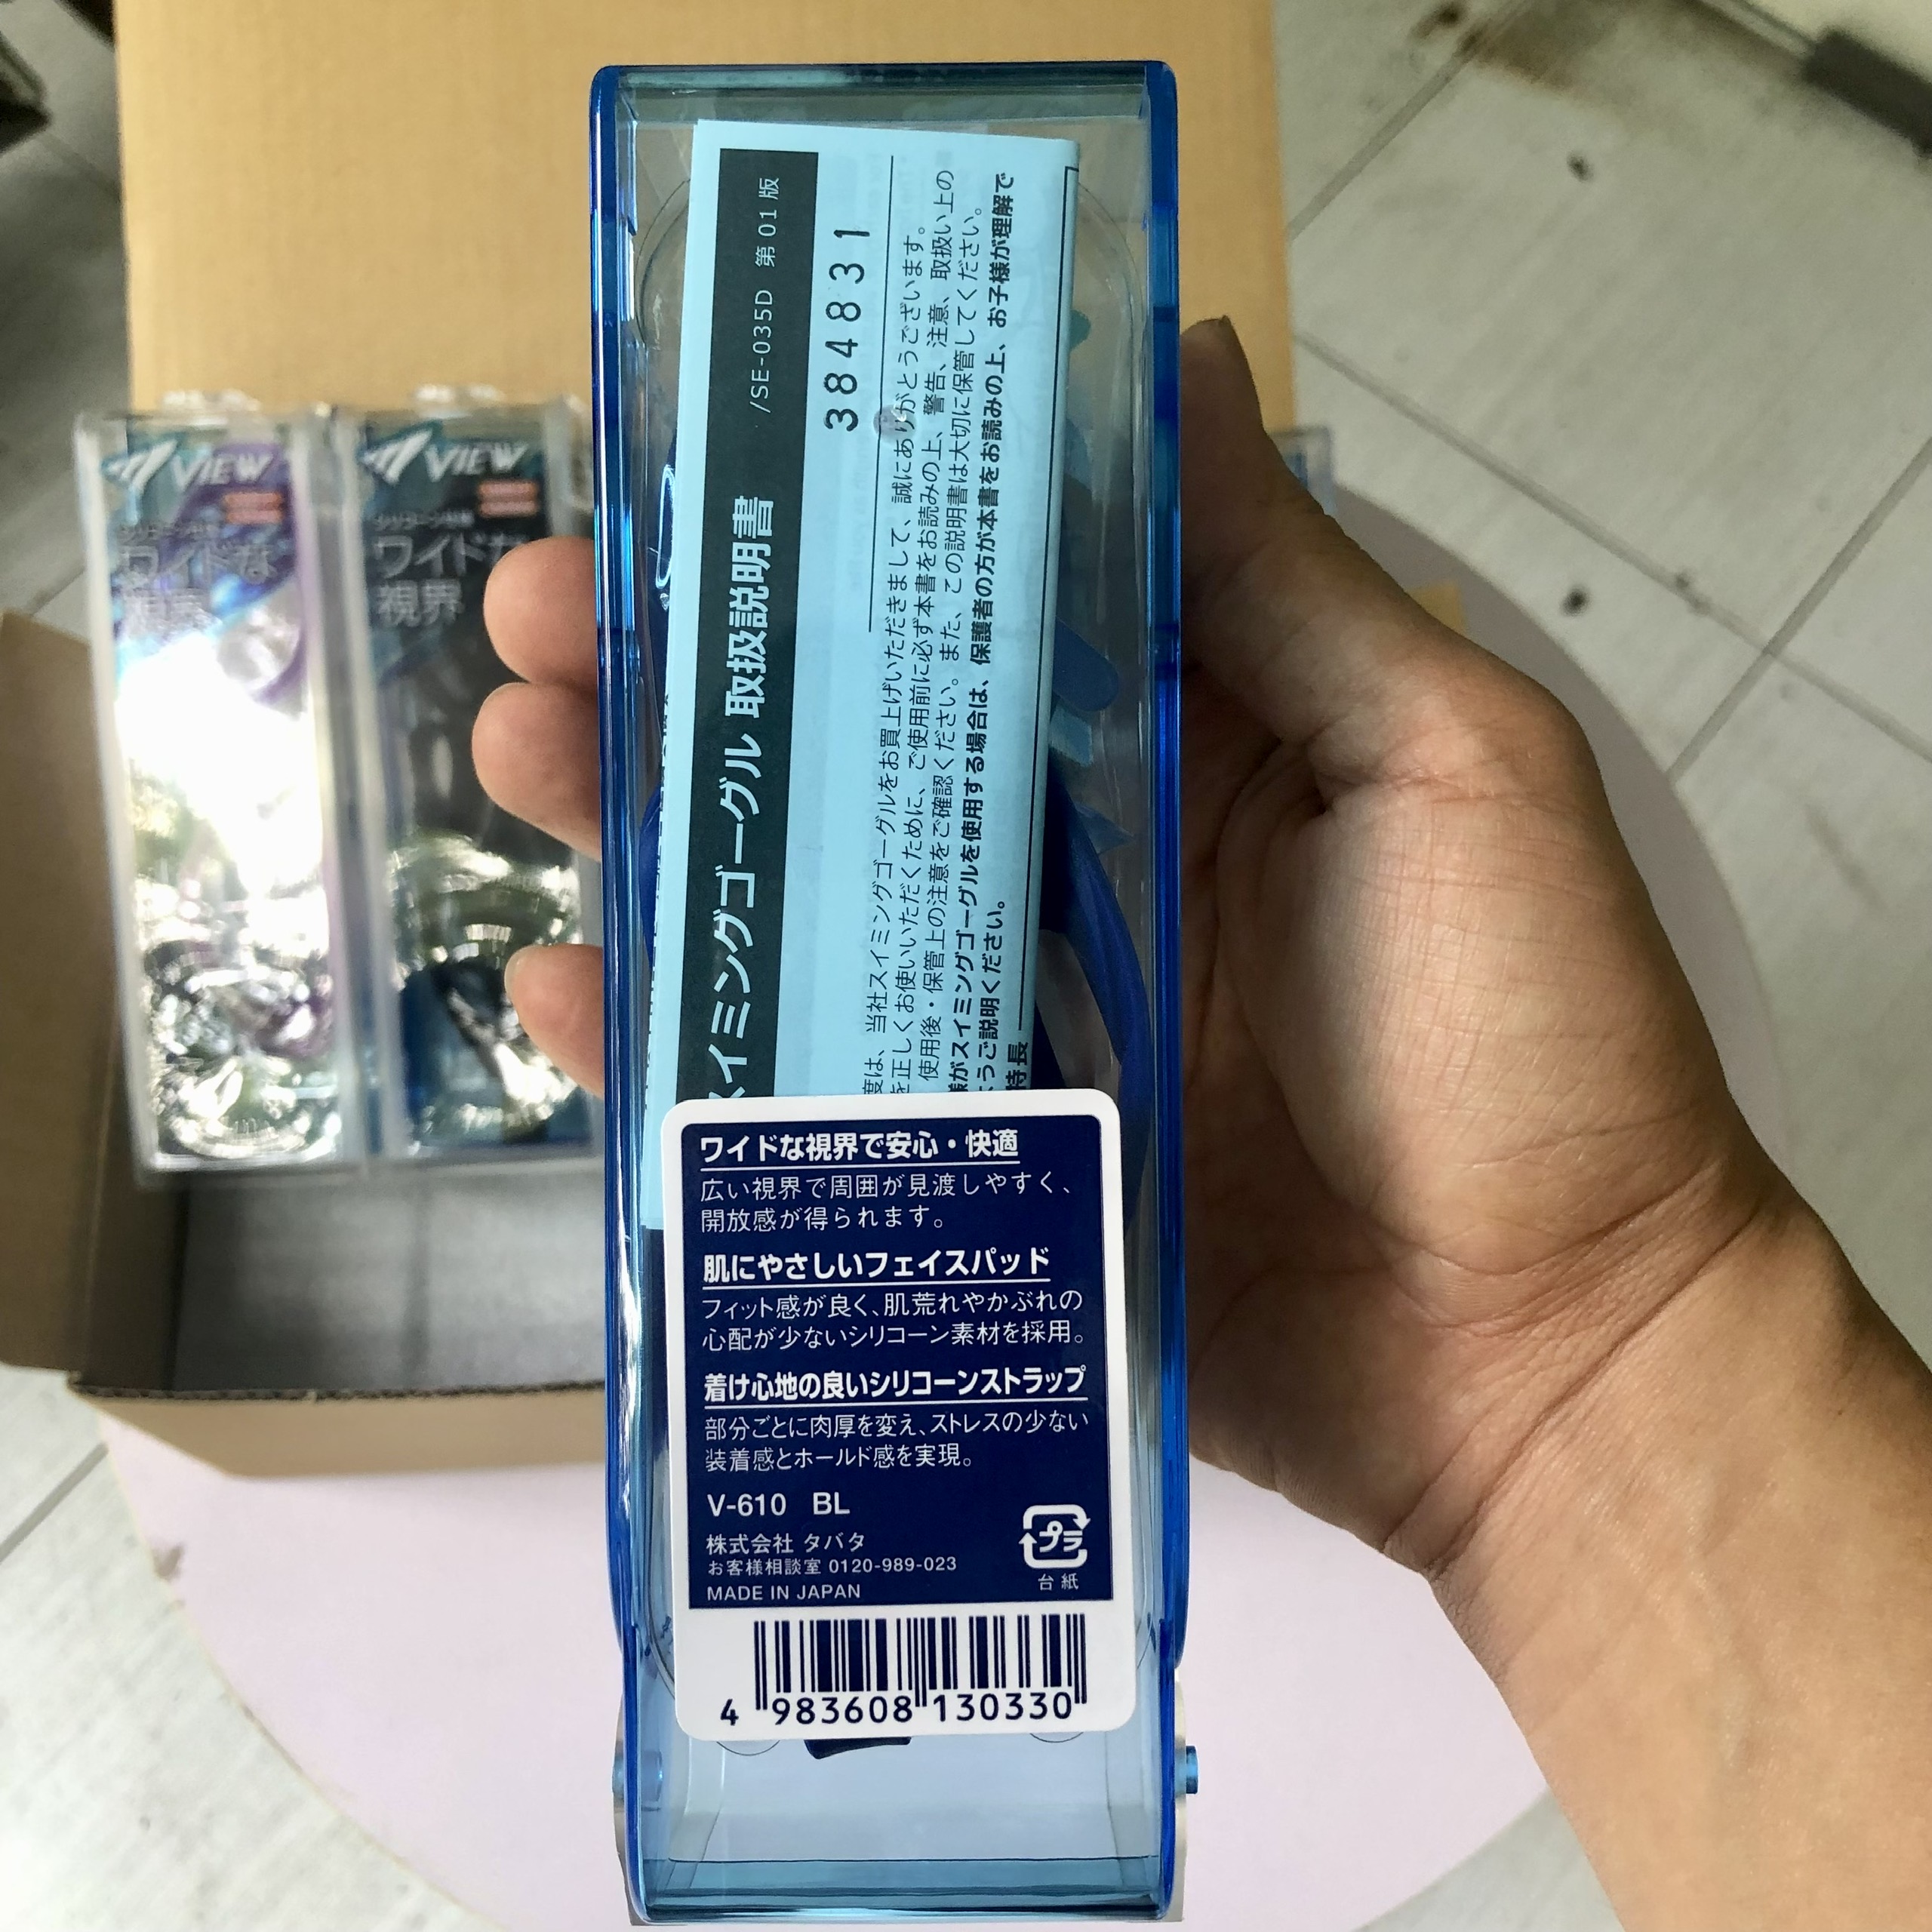 VIEW
ワイドな
視界
VIEW
ワイドな
視界
スイミングゴーグル 取扱説明書 /SE-035D 第01版
384831
度は、当社スイミングゴーグルをお買上げいただきまして、誠にありがとうございます。
を正しくお使いいただくために、ご使用前に必ず本書をお読みの上、警告、注意、取扱い上の
使用後・保管上の注意をご確認ください。また、この説明書は大切に保管してください。
様がスイミングゴーグルを使用する場合は、保護者の方が本書をお読みの上、お子様が理解で
ようご説明ください。
特長
ワイドな視界で安心・快適
広い視界で周囲が見渡しやすく、
開放感が得られます。
肌にやさしいフェイスパッド
フィット感が良く、肌荒れやかぶれの
心配が少ないシリコーン素材を採用。
着け心地の良いシリコーンストラップ
部分ごとに肉厚を変え、ストレスの少ない
装着感とホールド感を実現。
V-610 BL
株式会社 タバタ
お客様相談室 0120-989-023
MADE IN JAPAN
プラ
台紙
4 983608 130330